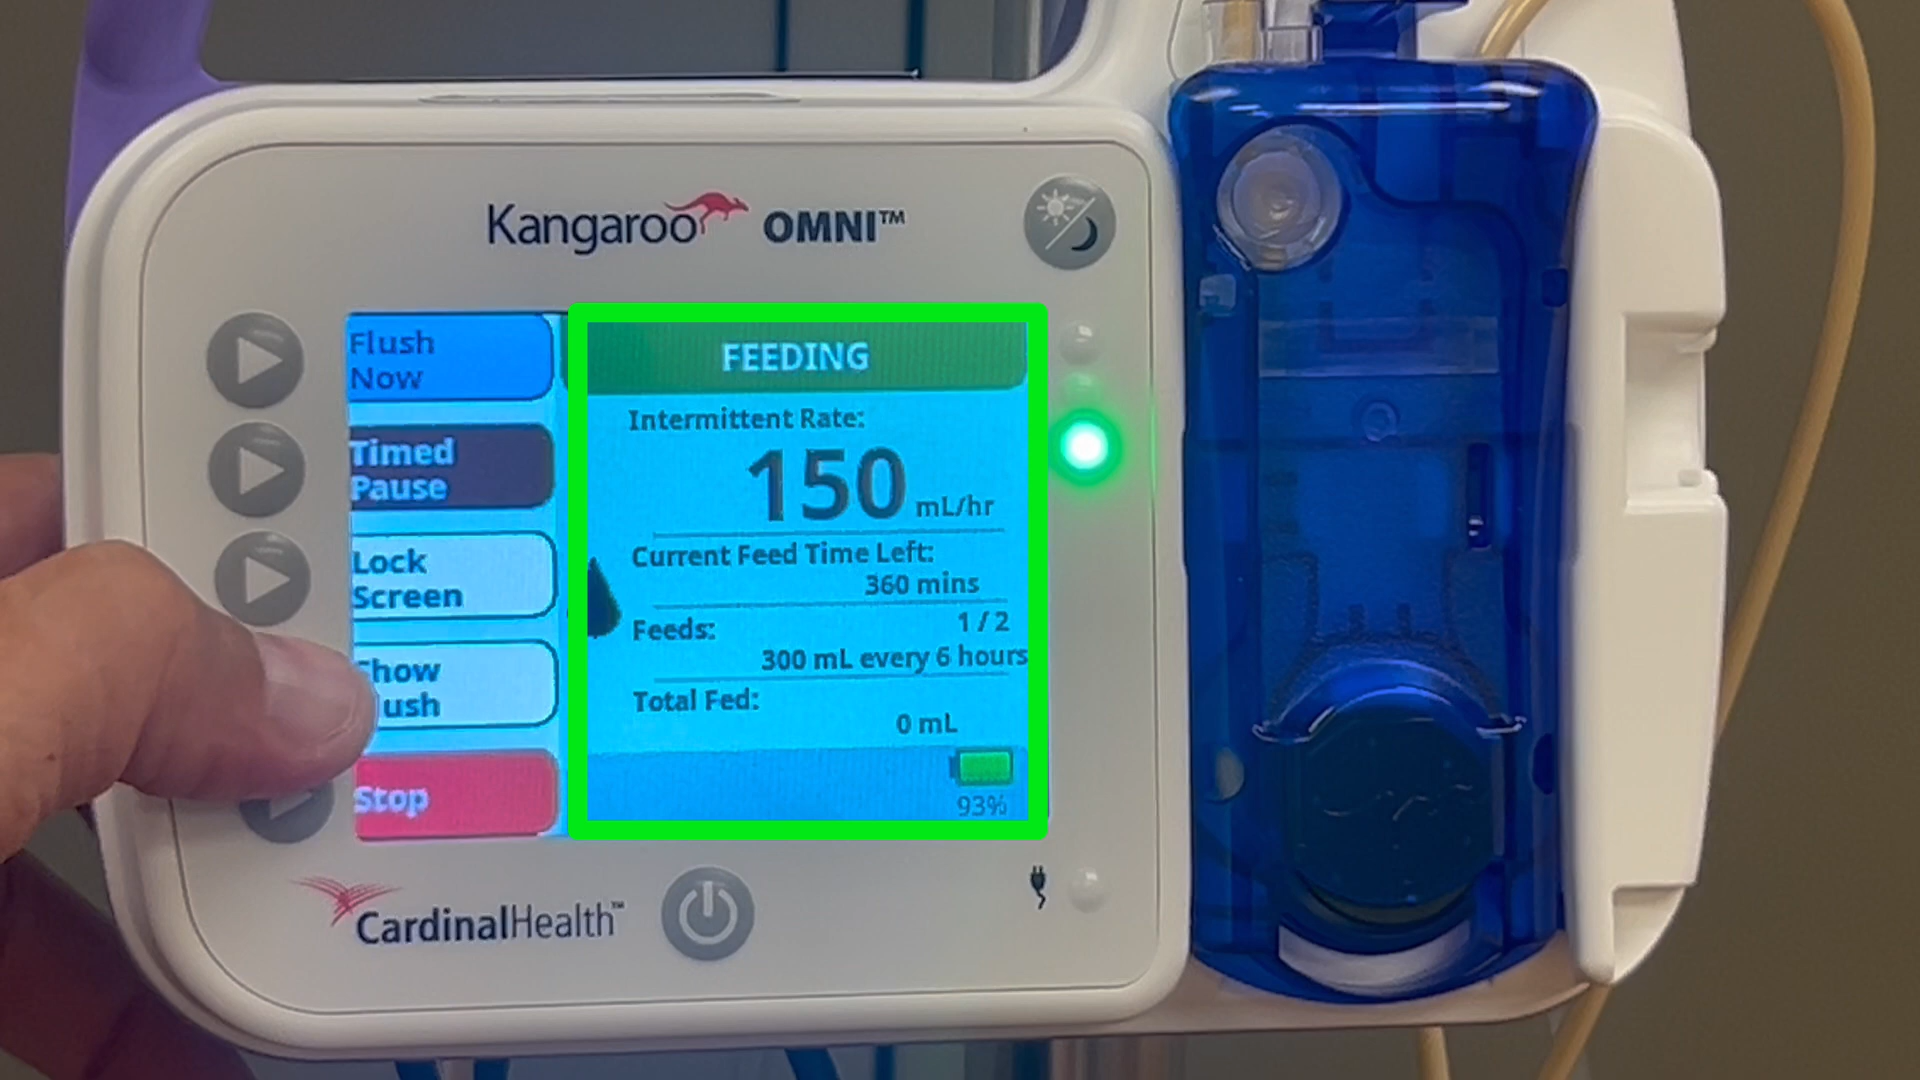 Kangaroo OMNI™
Flush
Now
Timed
Pause
Lock
Screen
Stop
FEEDING
Intermittent Rate:
150 mL/hr
Current Feed Time Left:
360 mins
Feeds: 1 / 2
300 mL every 6 hours
Total Fed:
0 mL
93%
CardinalHealth™